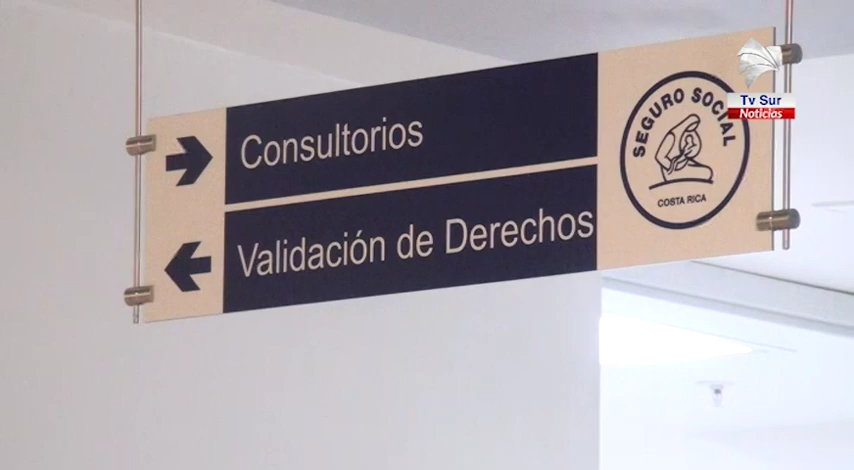 Consultorios
Validación de Derechos
SEGURO SOCIAL
COSTA RICA
Tv Sur
Noticias